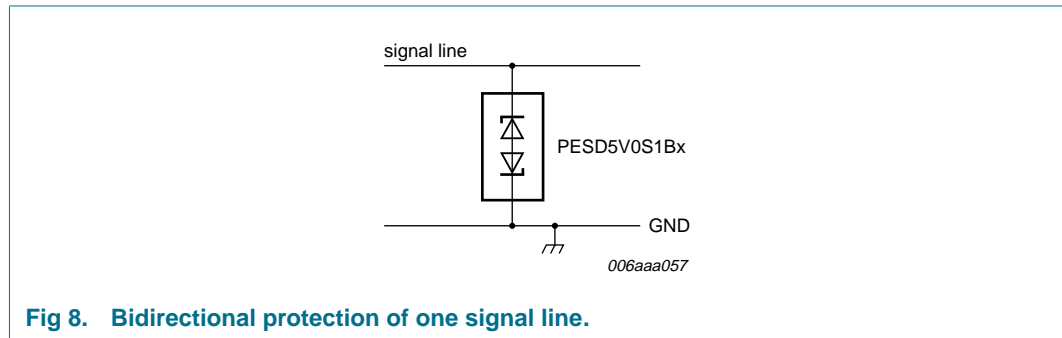 signal line
PESD5V0S1Bx
GND
006aaa057
Fig 8. Bidirectional protection of one signal line.